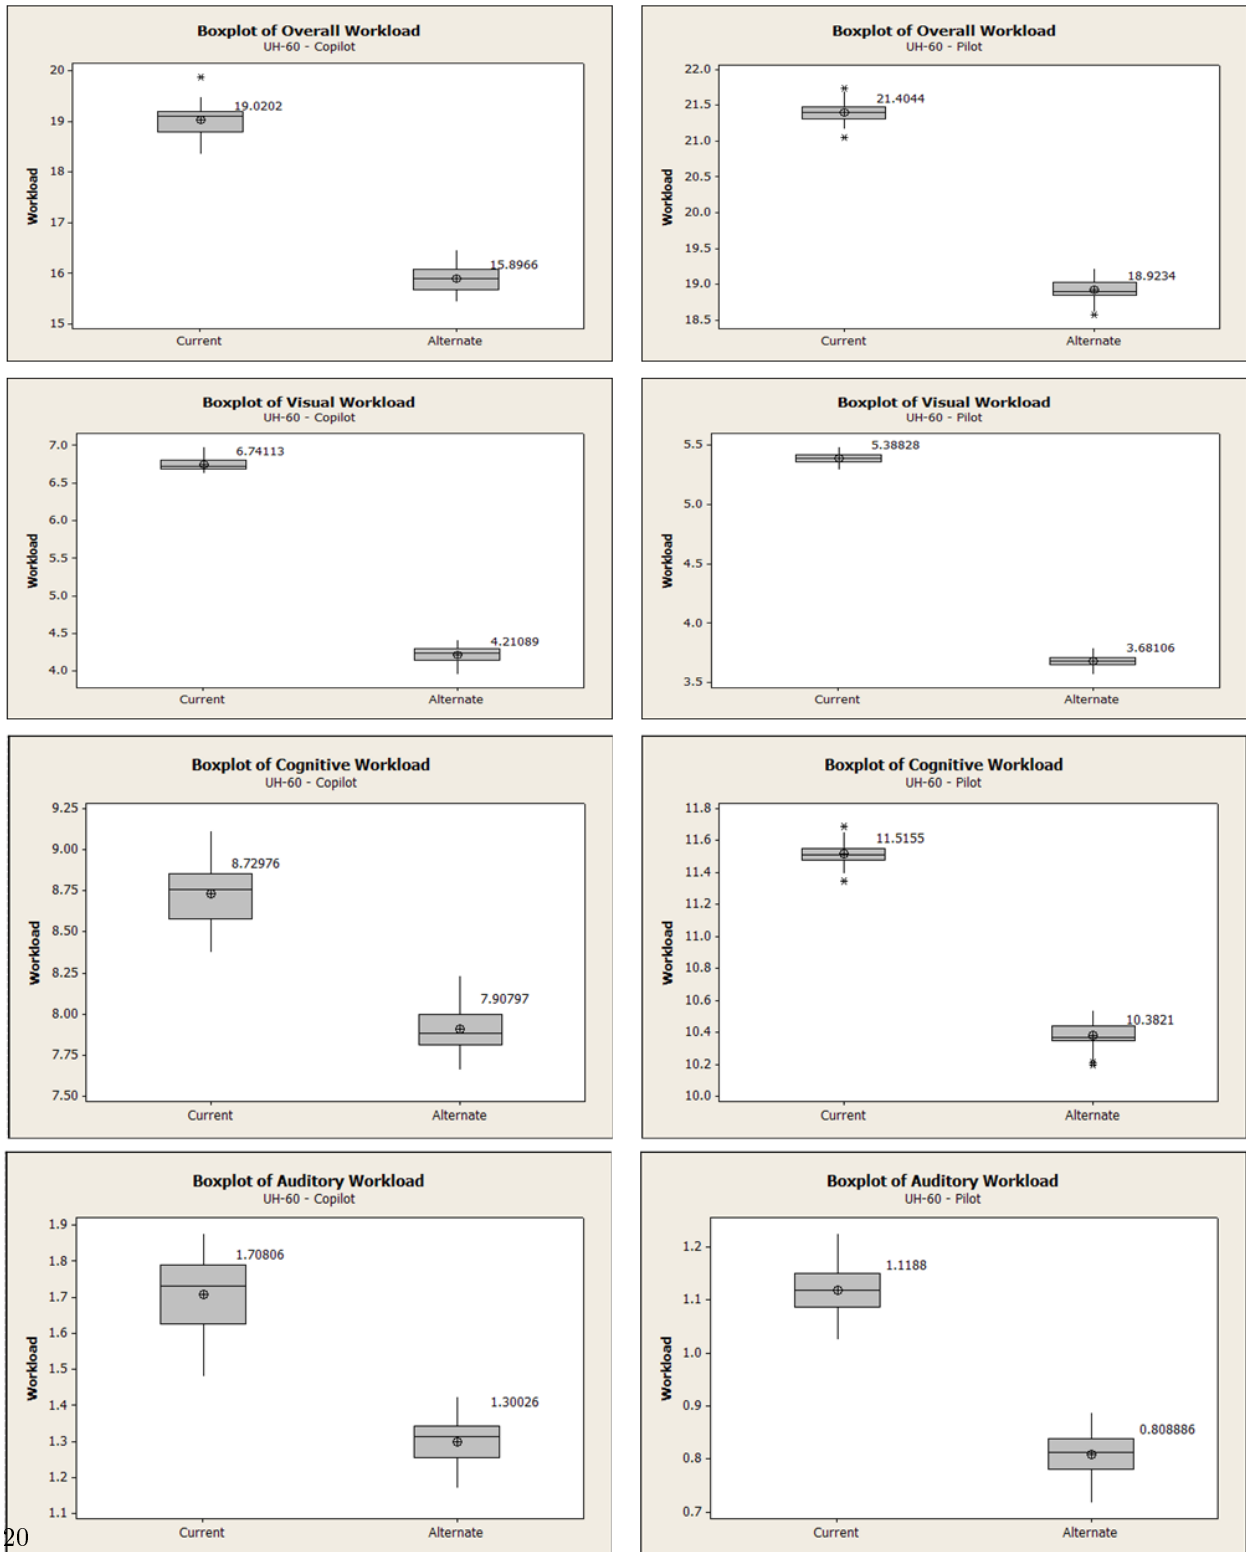 Boxplot of Overall Workload
UH-60 - Copilot
20
19
18
17
16
15
Workload
19.0202
15.8966
Current
Alternate
Boxplot of Overall Workload
UH-60 - Pilot
22.0
21.5
21.0
20.5
20.0
19.5
19.0
18.5
Workload
21.4044
18.9234
Current
Alternate
Boxplot of Visual Workload
UH-60 - Copilot
7.0
6.5
6.0
5.5
5.0
4.5
4.0
Workload
6.74113
4.21089
Current
Alternate
Boxplot of Visual Workload
UH-60 - Pilot
5.5
5.0
4.5
4.0
3.5
Workload
5.38828
3.68106
Current
Alternate
Boxplot of Cognitive Workload
UH-60 - Copilot
9.25
9.00
8.75
8.50
8.25
8.00
7.75
7.50
Workload
8.72976
7.90797
Current
Alternate
Boxplot of Cognitive Workload
UH-60 - Pilot
11.8
11.6
11.4
11.2
11.0
10.8
10.6
10.4
10.2
10.0
Workload
11.5155
10.3821
Current
Alternate
Boxplot of Auditory Workload
UH-60 - Copilot
1.9
1.8
1.7
1.6
1.5
1.4
1.3
1.2
1.1
Workload
1.70806
1.30026
Current
Alternate
Boxplot of Auditory Workload
UH-60 - Pilot
1.2
1.1
1.0
0.9
0.8
0.7
Workload
1.1188
0.808886
Current
Alternate
20